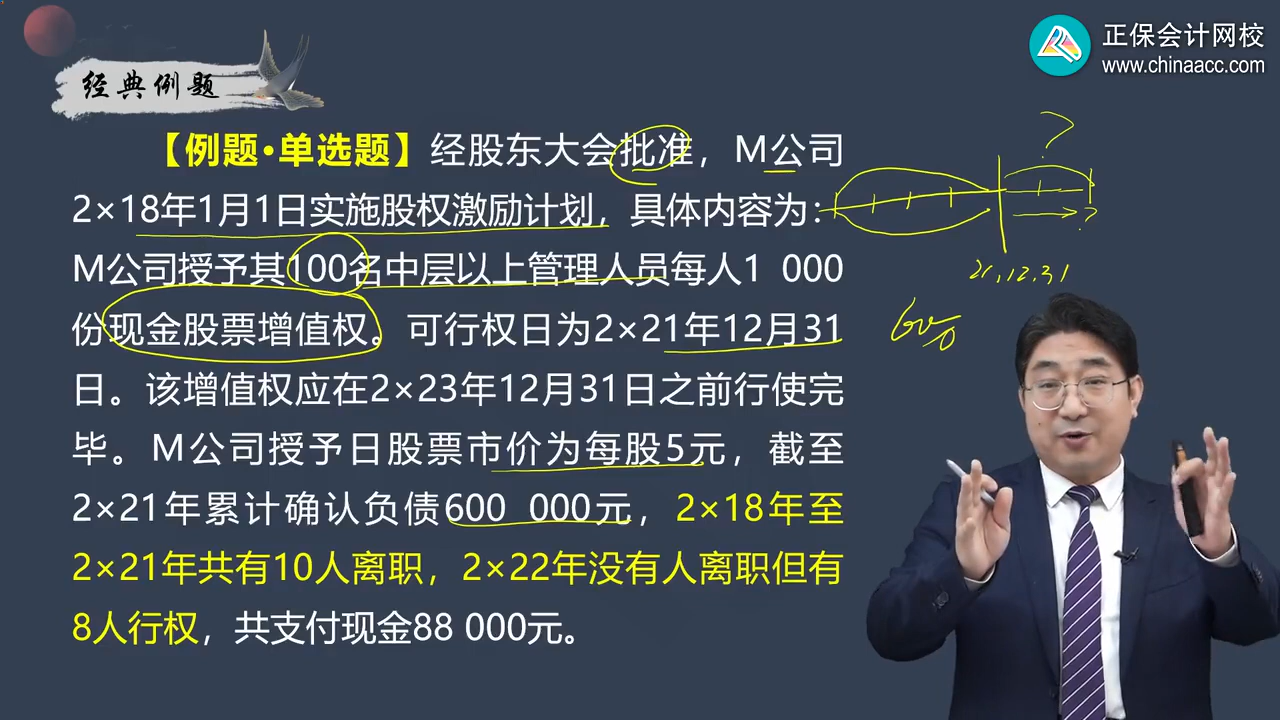 正保会计网校
www.chinaacc.com
经典例题
【例题•单选题】经股东大会批准，M公司
2×18年1月1日实施股权激励计划，具体内容为：
M公司授予其100名中层以上管理人员每人1 000
份现金股票增值权。可行权日为2×21年12月31
日。该增值权应在2×23年12月31日之前行使完
毕。M公司授予日股票市价为每股5元，截至
2×21年累计确认负债600 000元，2×18年至
2×21年共有10人离职，2×22年没有人离职但有
8人行权，共支付现金88 000元。
?
?
21,12,31